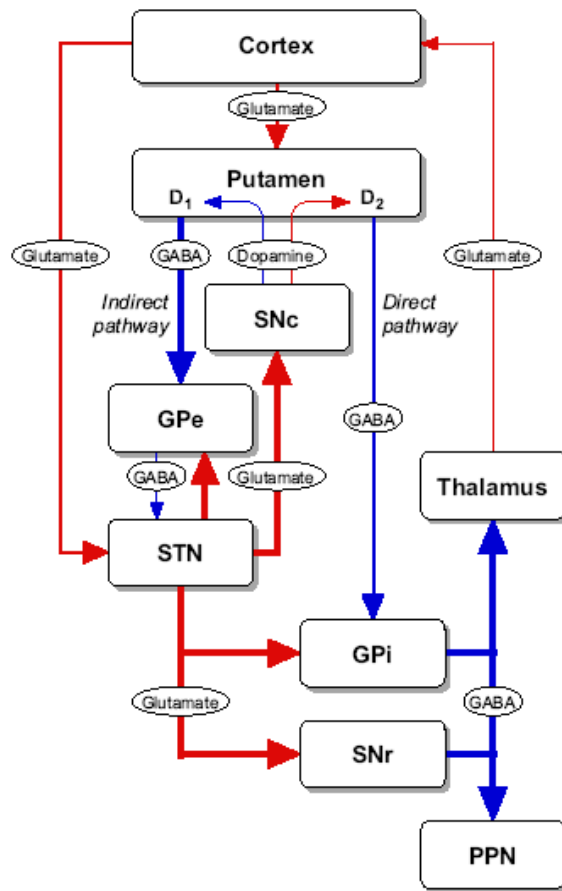 Cortex
Glutamate
Putamen
D1 D2
Glutamate GABA Dopamine Glutamate
Indirect
pathway
SNc
Direct
pathway
GPe
GABA
GABA Glutamate
Thalamus
STN
GPi
Glutamate GABA
SNr
PPN